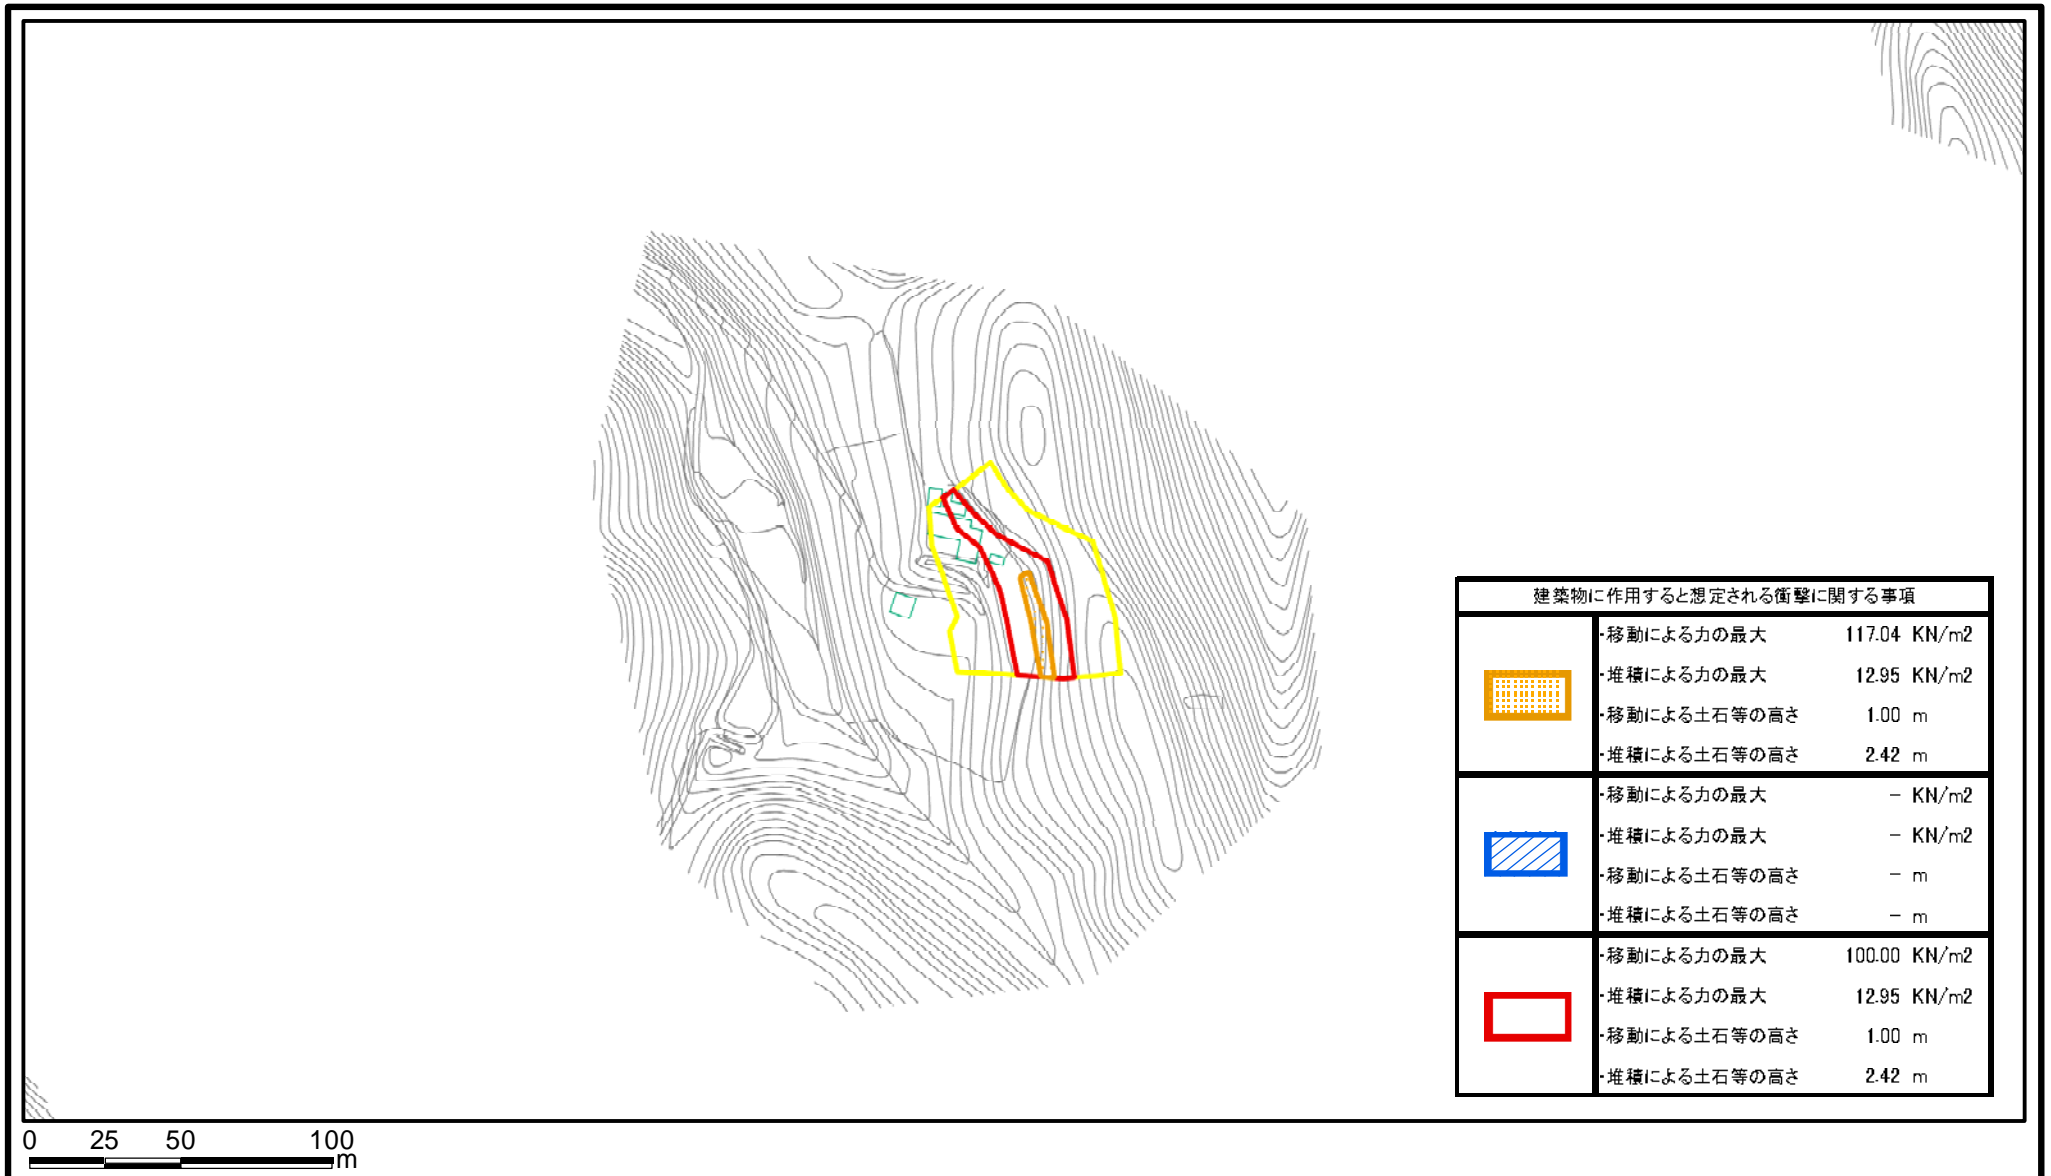 建築物に作用すると想定される衝撃に関する事項
・移動による力の最大 117.04 KN/m2
・堆積による力の最大 12.95 KN/m2
・移動による土石等の高さ 1.00 m
・堆積による土石等の高さ 2.42 m
・移動による力の最大 － KN/m2
・堆積による力の最大 － KN/m2
・移動による土石等の高さ － m
・堆積による土石等の高さ － m
・移動による力の最大 100.00 KN/m2
・堆積による力の最大 12.95 KN/m2
・移動による土石等の高さ 1.00 m
・堆積による土石等の高さ 2.42 m
0 25 50 100
m